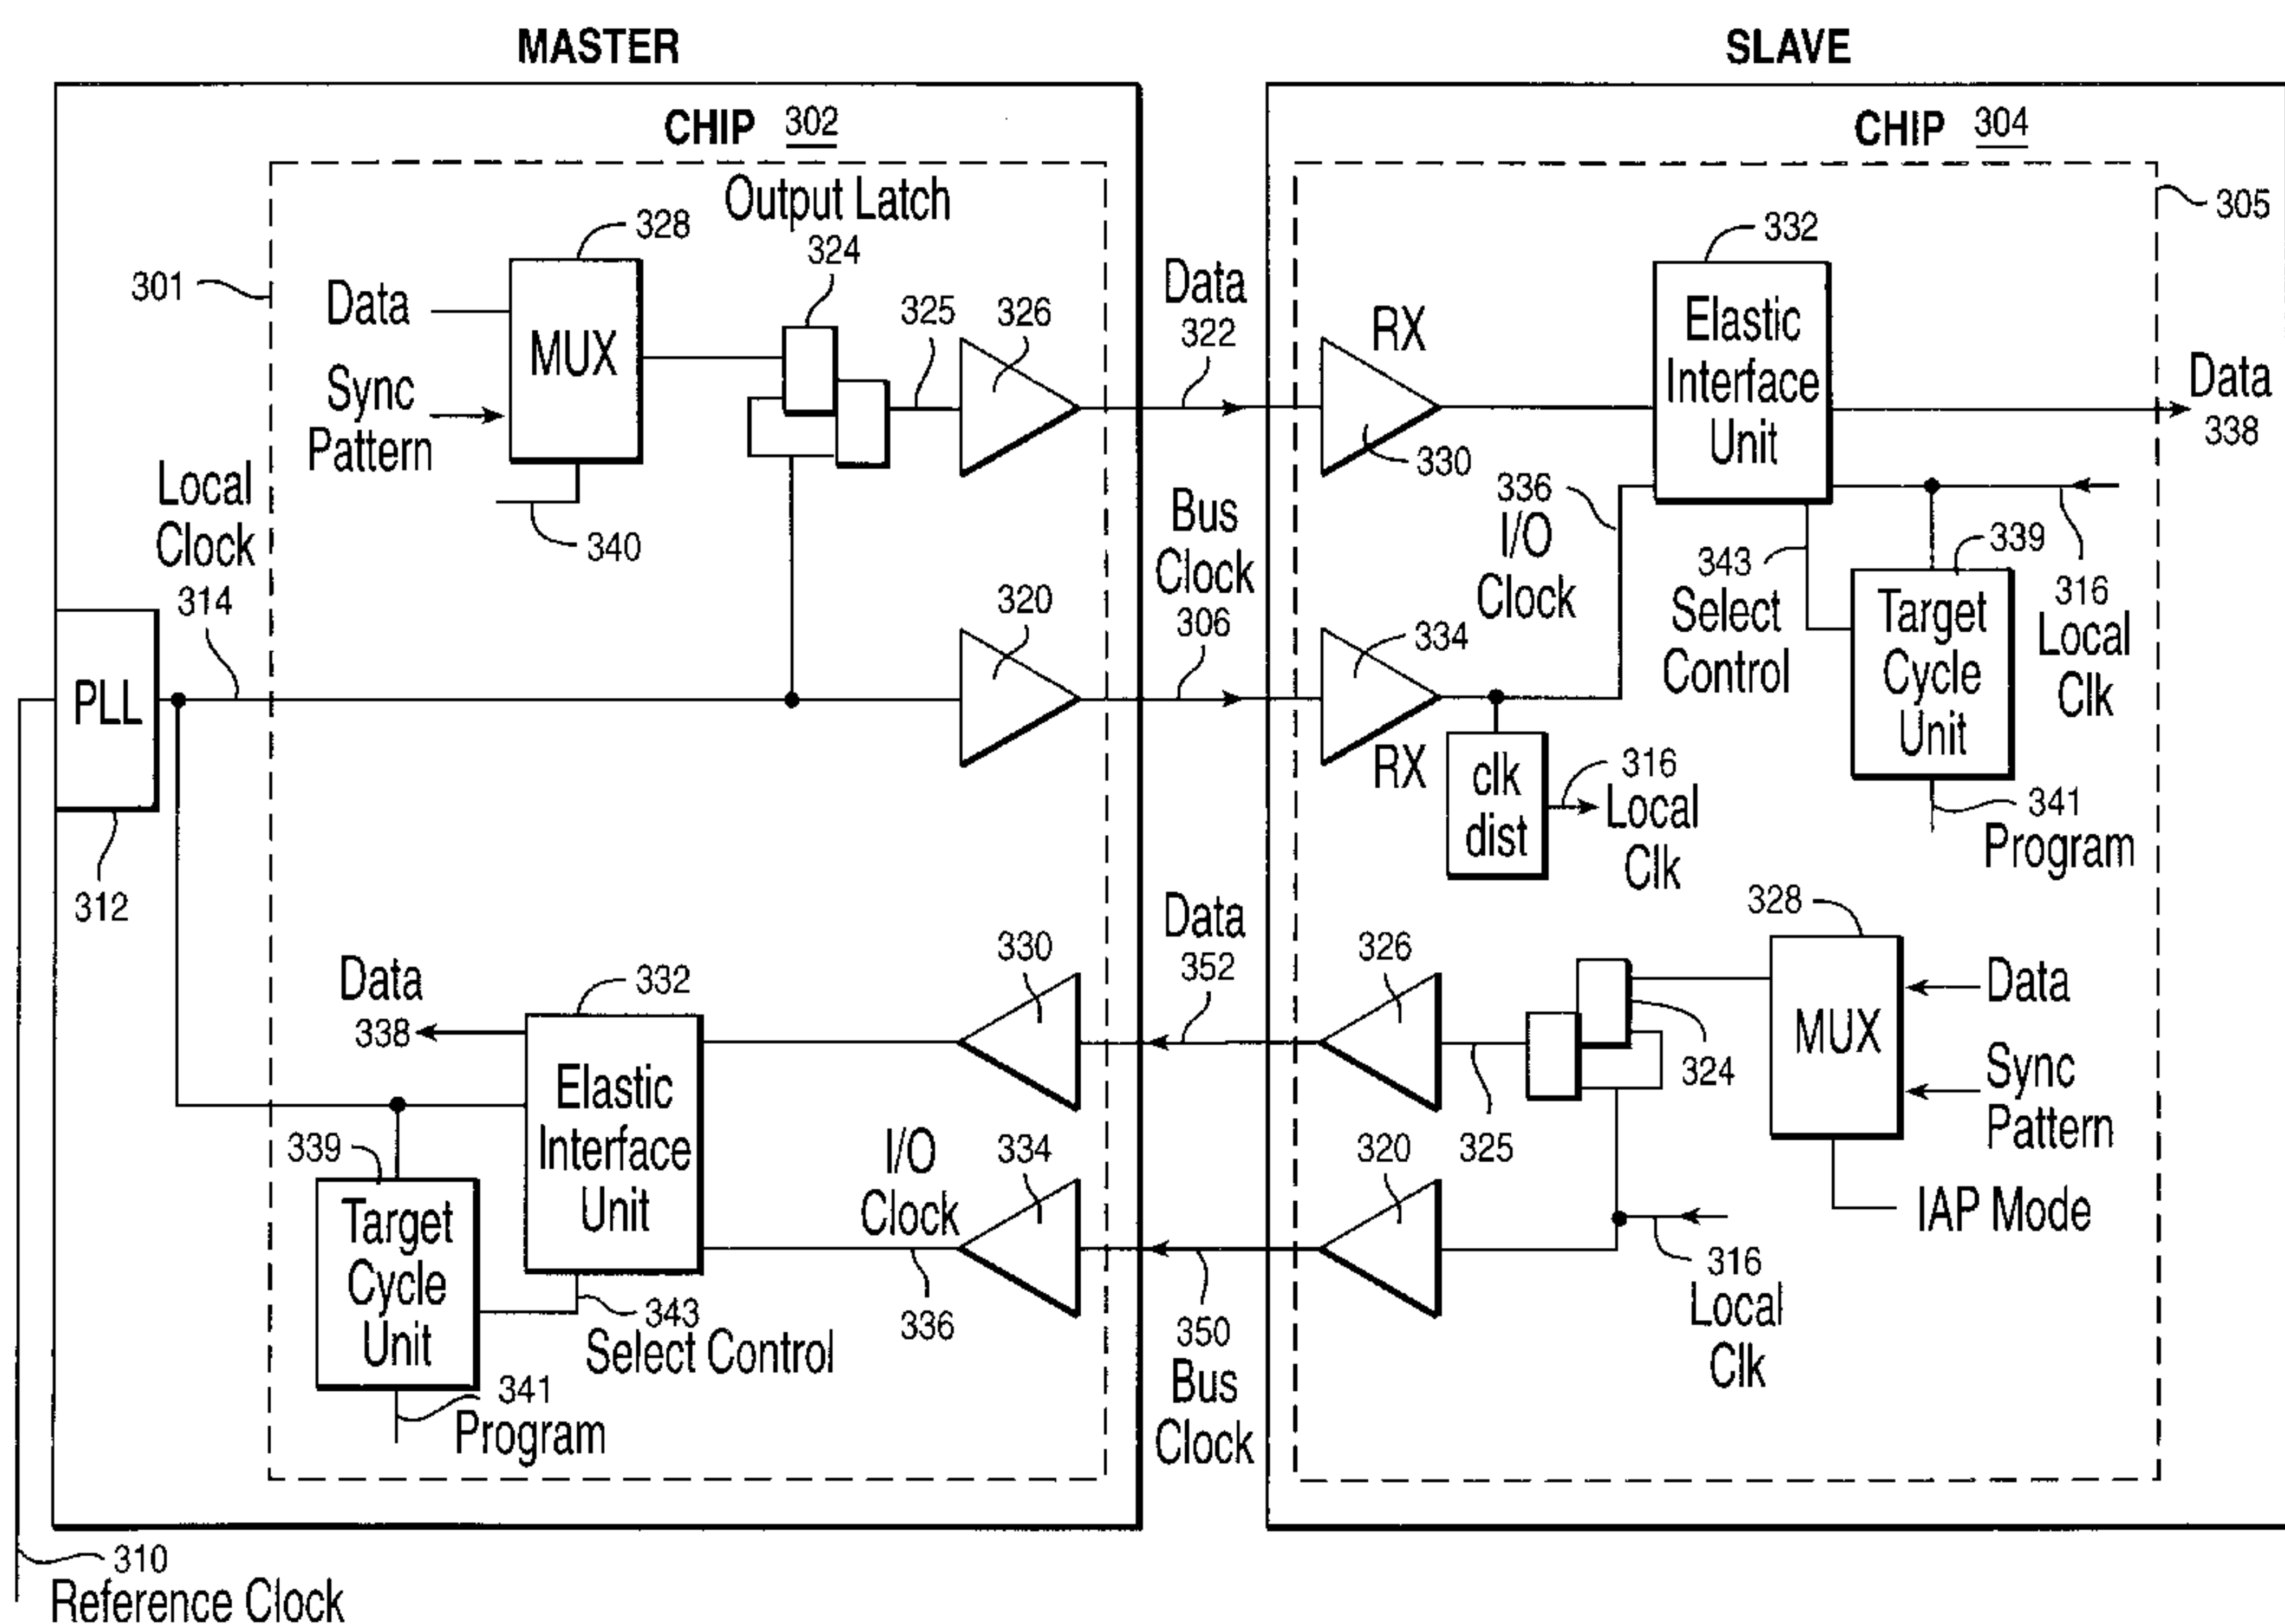 MASTER
SLAVE
CHIP 302
CHIP 304
Output Latch
324
328
301
Data
Sync
Pattern
MUX
340
325
326
Local
Clock
314
PLL
312
320
Data
322
Bus
Clock
306
RX
330
332
Elastic
Interface
Unit
305
Data
338
336
I/O
Clock
343
Select
Control
339
Target
Cycle
Unit
316
Local
Clk
341
Program
334
RX
clk
dist
316
Local
Clk
Data
338
332
Elastic
Interface
Unit
330
339
Target
Cycle
Unit
343
Select Control
341
Program
I/O
Clock
336
334
Data
352
350
Bus
Clock
326
325
324
320
328
MUX
Data
Sync
Pattern
IAP Mode
316
Local
Clk
310
Reference Clock